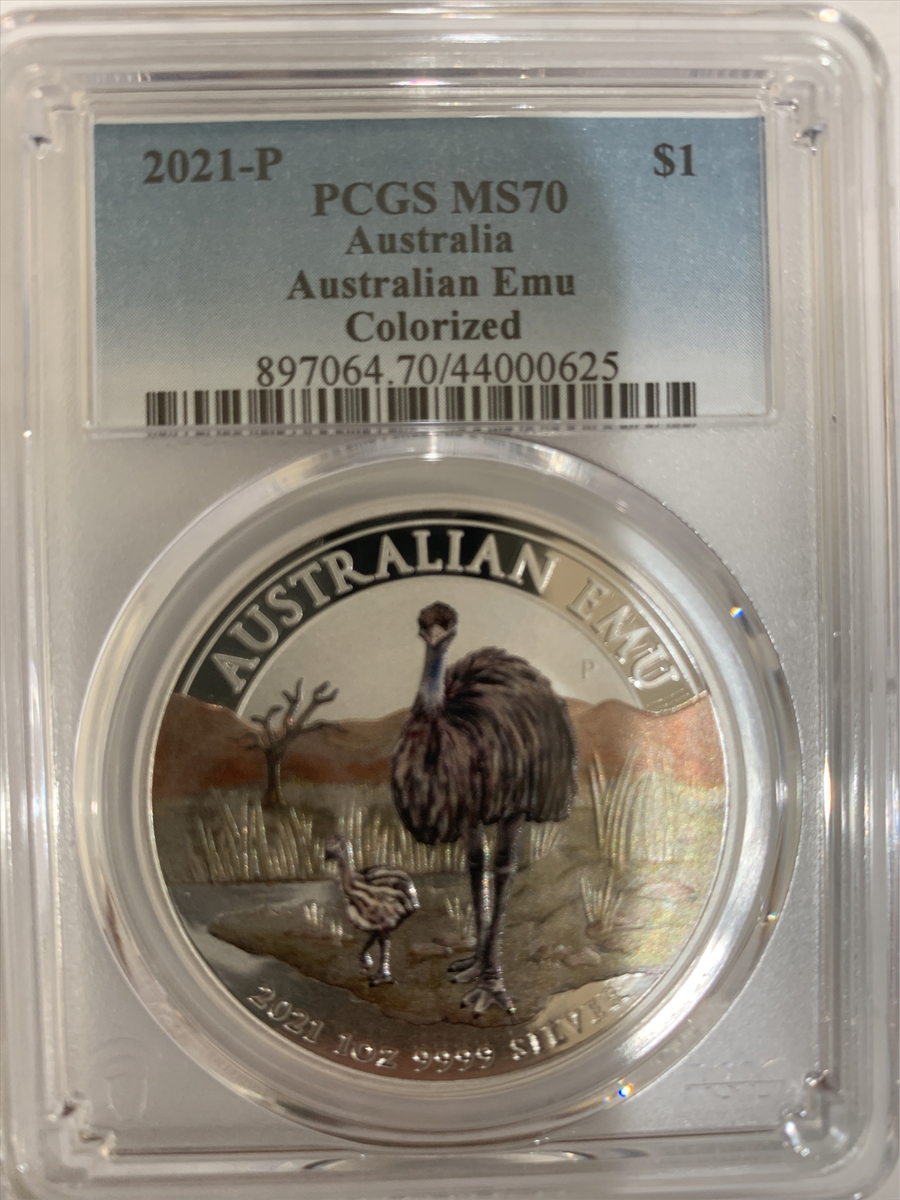 2021-P $1
PCGS MS70
Australia
Australian Emu
Colorized
897064.70/44000625
AUSTRALIAN EMU
P
2021 1OZ 9999 SILVER